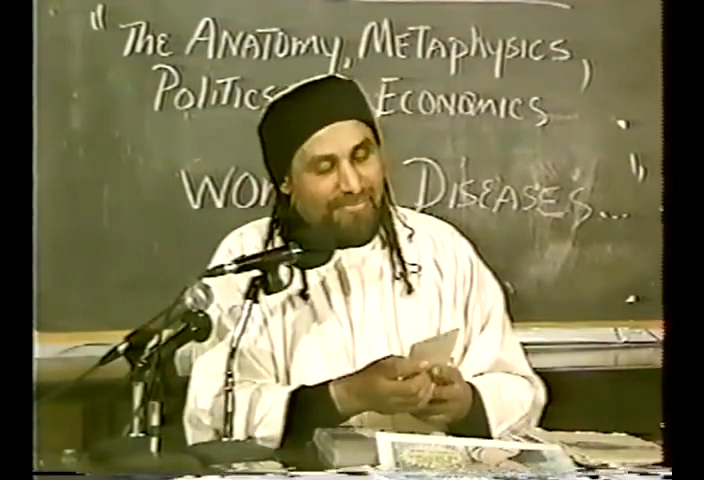 "The Anatomy, Metaphysics,
Politics Economics
Diseases..."